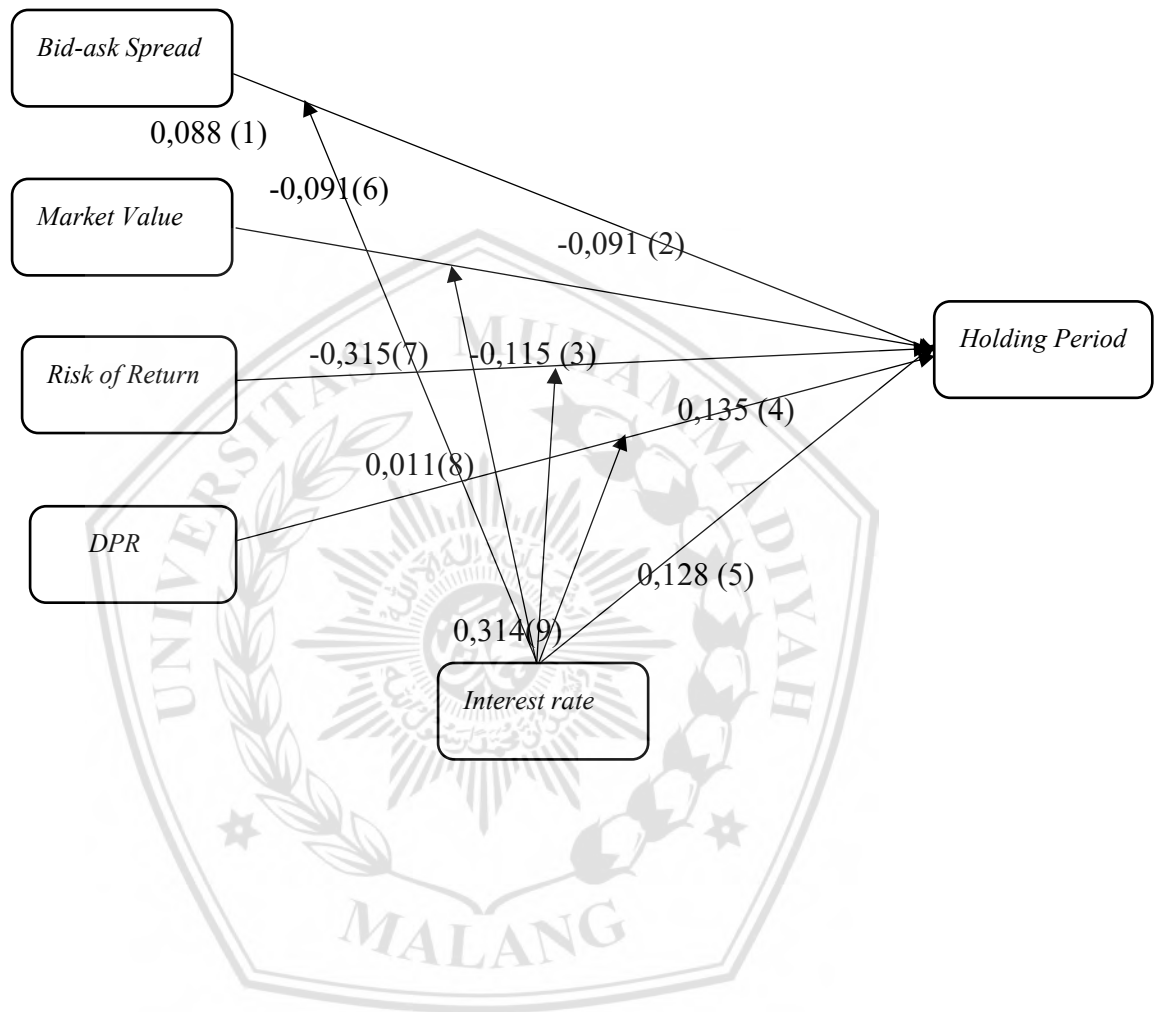 Bid-ask Spread
0,088 (1)
-0,091(6)
Market Value
-0,091 (2)
Holding Period
-0,315(7)
-0,115 (3)
Risk of Return
0,135 (4)
0,011(8)
DPR
0,128 (5)
0,314(9)
Interest rate
UNIVERSITAS MUHAMMADIYAH
MALANG